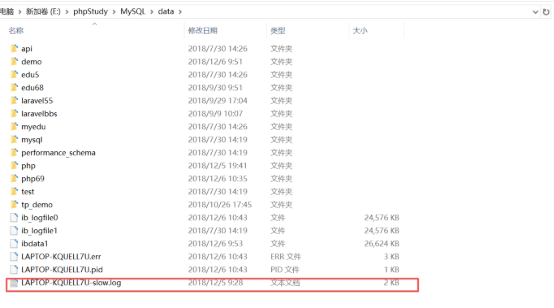 电脑 > 新加卷 (E:) > phpStudy > MySQL > data >
名称 修改日期 类型 大小
api 2018/7/30 14:26 文件夹
demo 2018/12/6 9:51 文件夹
edu5 2018/7/30 14:26 文件夹
edu68 2018/9/30 9:51 文件夹
laravel55 2018/9/29 17:04 文件夹
laravelbbs 2018/9/9 10:07 文件夹
myedu 2018/7/30 14:26 文件夹
mysql 2018/7/30 14:19 文件夹
performance_schema 2018/7/30 14:19 文件夹
php 2018/12/5 19:41 文件夹
php69 2018/12/6 10:35 文件夹
test 2018/7/30 14:19 文件夹
tp_demo 2018/10/26 17:45 文件夹
ib_logfile0 2018/12/6 10:43 文件 24,576 KB
ib_logfile1 2018/7/30 14:19 文件 24,576 KB
ibdata1 2018/12/6 9:53 文件 26,624 KB
LAPTOP-KQUELL7U.err 2018/12/6 10:43 ERR 文件 3 KB
LAPTOP-KQUELL7U.pid 2018/12/6 10:43 PID 文件 1 KB
LAPTOP-KQUELL7U-slow.log 2018/12/5 9:28 文本文档 2 KB